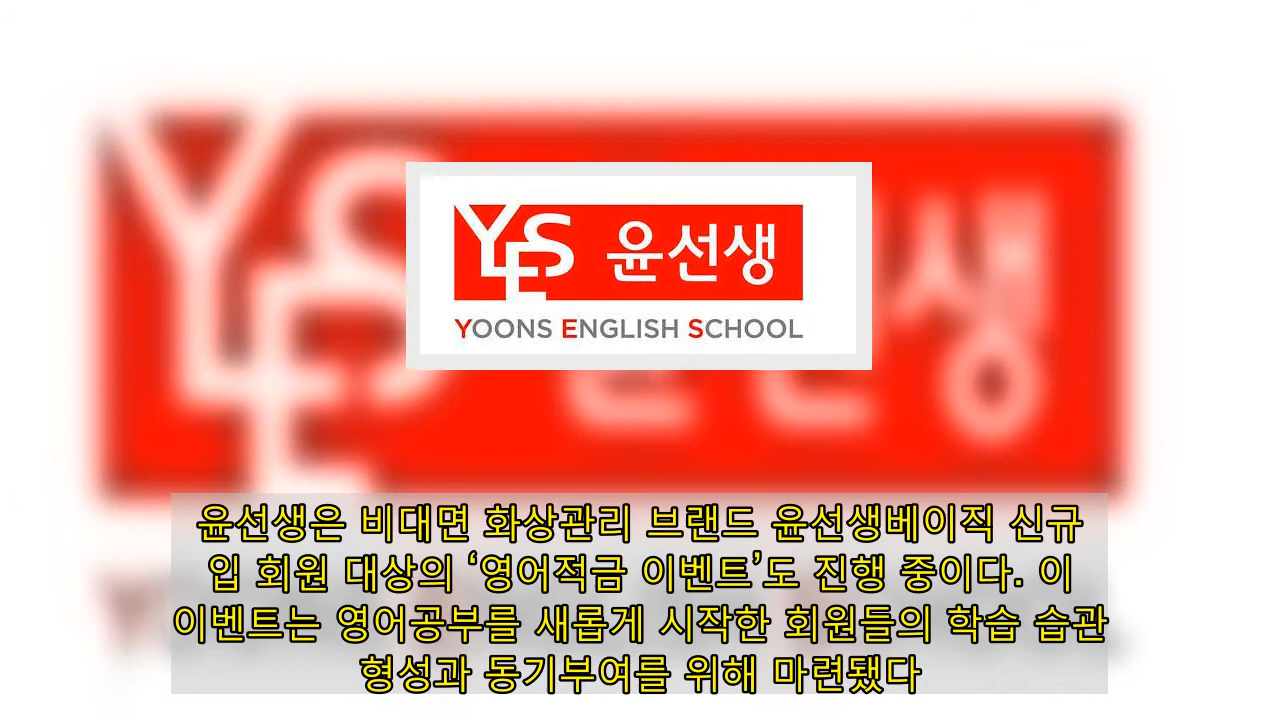 YES 윤선생
YOONS ENGLISH SCHOOL
윤선생은 비대면 화상관리 브랜드 윤선생베이직 신규
입 회원 대상의 ‘영어적금 이벤트’도 진행 중이다. 이
이벤트는 영어공부를 새롭게 시작한 회원들의 학습 습관
형성과 동기부여를 위해 마련됐다